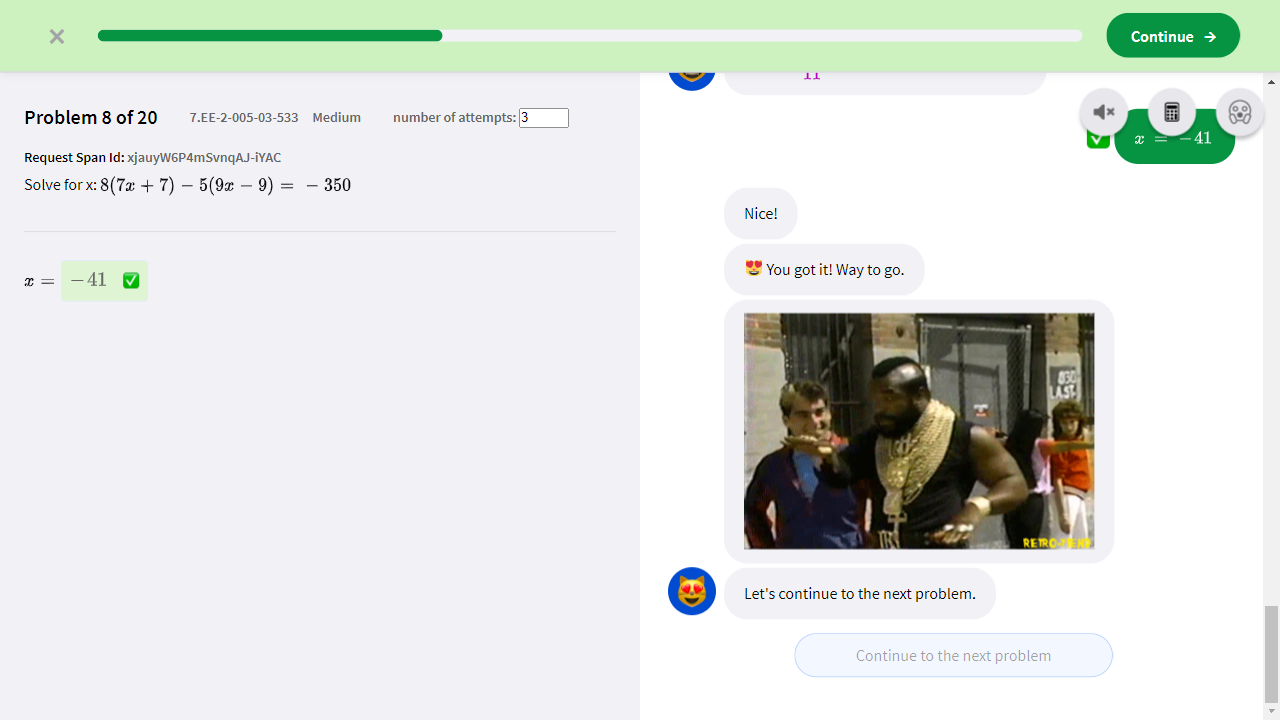 Continue →
Problem 8 of 20 7.EE-2-005-03-533 Medium number of attempts: 3
Request Span Id: xjauyW6P4mSvnqAJ-iYAC
Solve for x: 8(7x + 7) − 5(9x − 9) = − 350
x = −41
11
x = −41
Nice!
You got it! Way to go.
LAST
Let's continue to the next problem.
Continue to the next problem